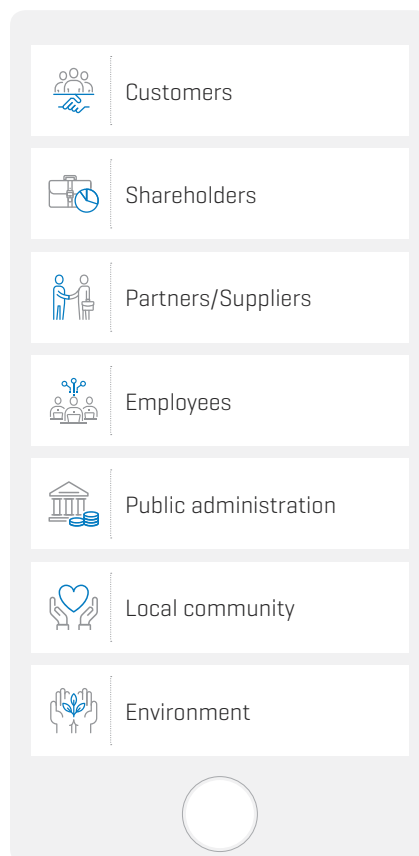 Customers
Shareholders
Partners/Suppliers
Employees
Public administration
Local community
Environment